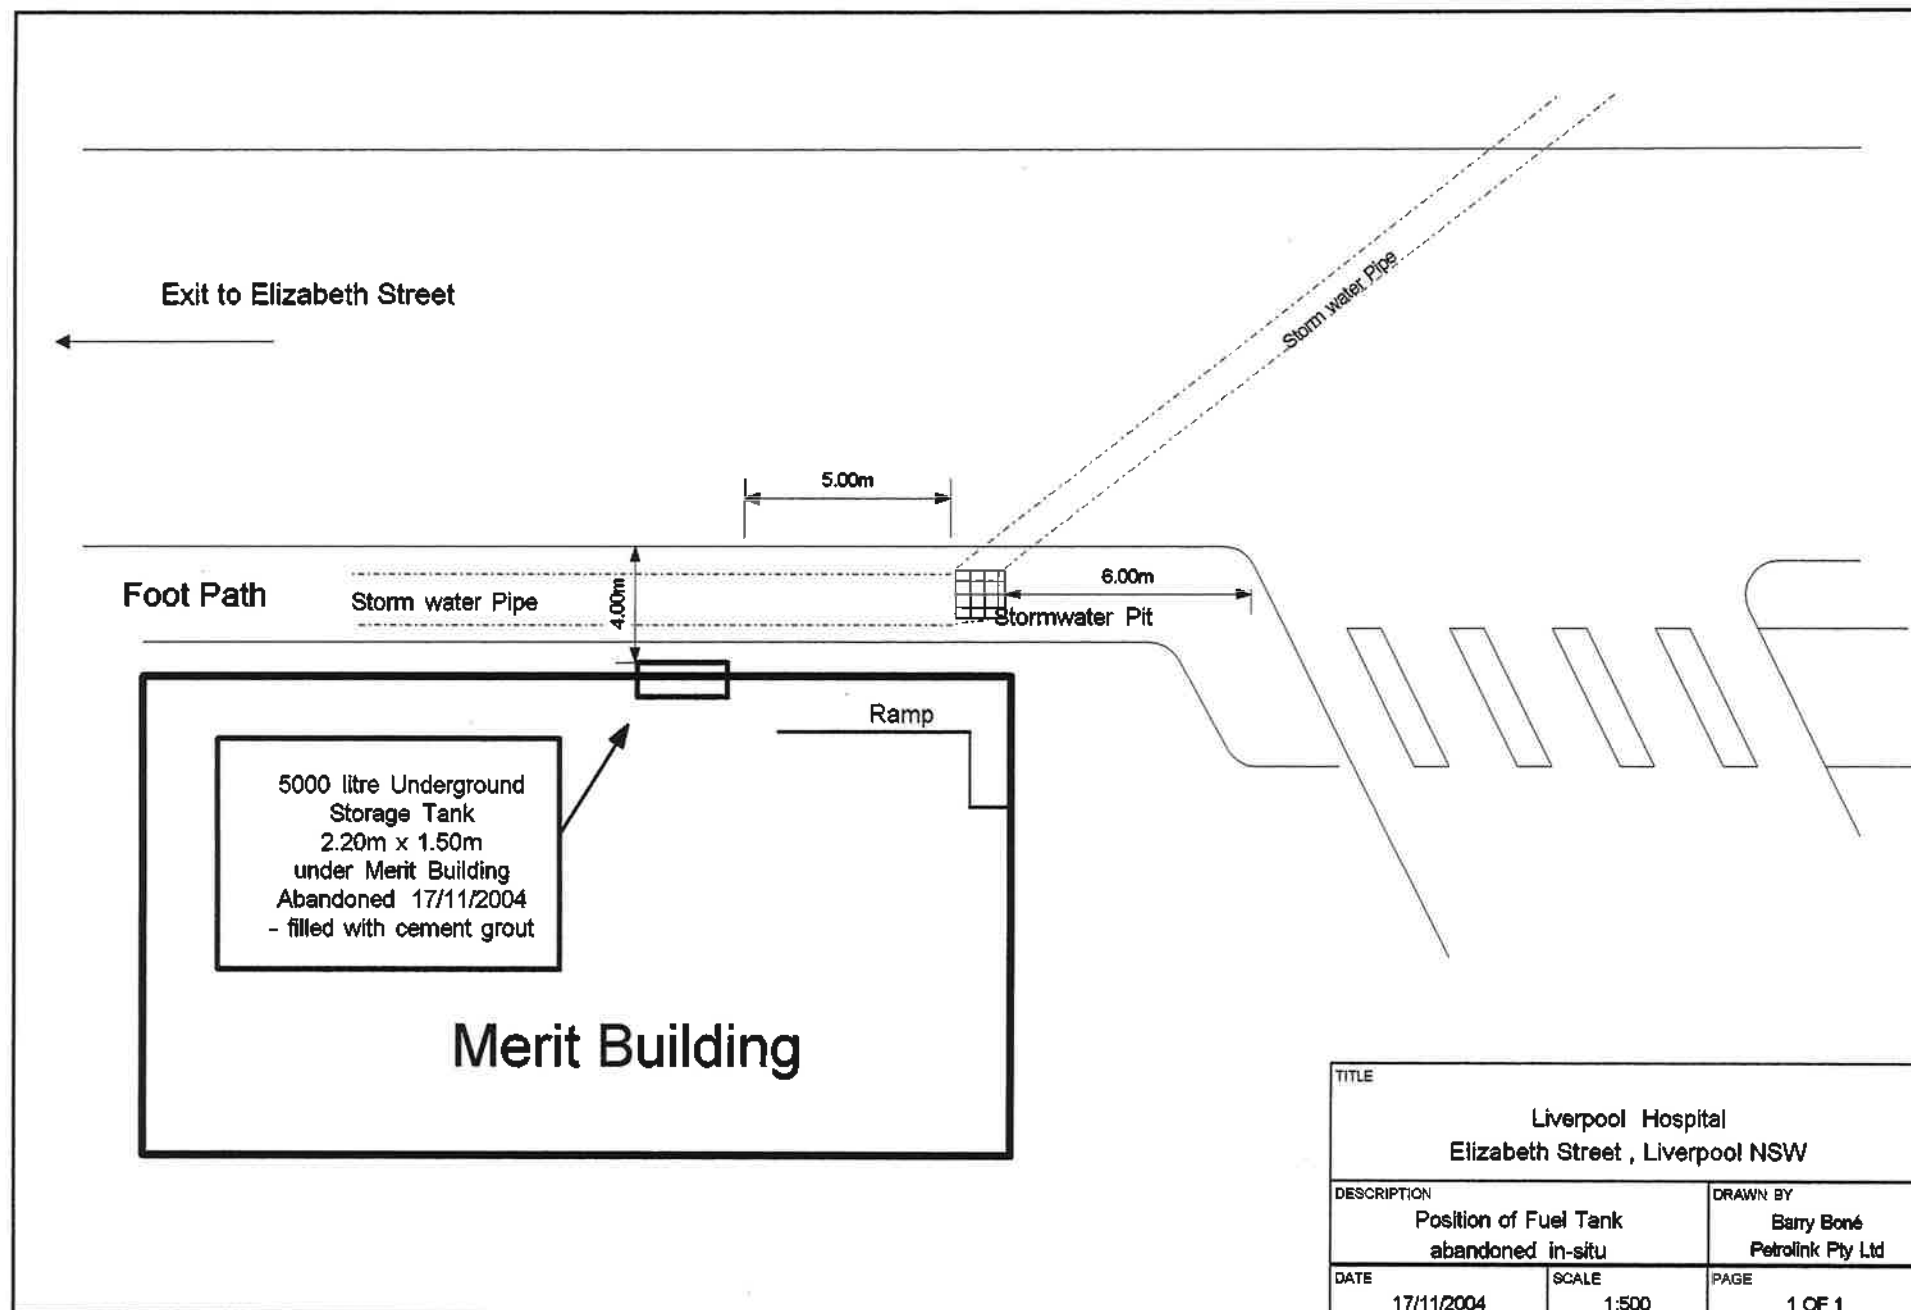 Storm water Pipe
Exit to Elizabeth Street
5.00m
Foot Path
Storm water Pipe
4.00m
6.00m
Stormwater Pit
Ramp
5000 litre Underground
Storage Tank
2.20m x 1.50m
under Merit Building
Abandoned 17/11/2004
- filled with cement grout
Merit Building
TITLE
Liverpool Hospital
Elizabeth Street , Liverpool NSW
DESCRIPTION
Position of Fuel Tank
abandoned in-situ
DRAWN BY
Barry Boné
Petrolink Pty Ltd
DATE
17/11/2004
SCALE
1:500
PAGE
1 OF 1